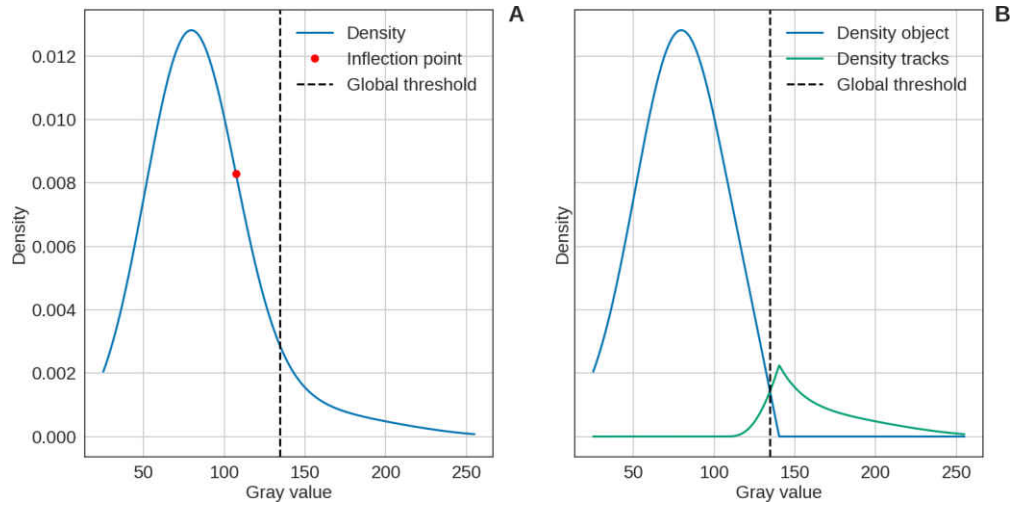 A
Density
Inflection point
Global threshold
0.012
0.010
0.008
0.006
0.004
0.002
0.000
Density
50
100
150
200
250
Gray value
B
Density object
Density tracks
Global threshold
Density
50
100
150
200
250
Gray value